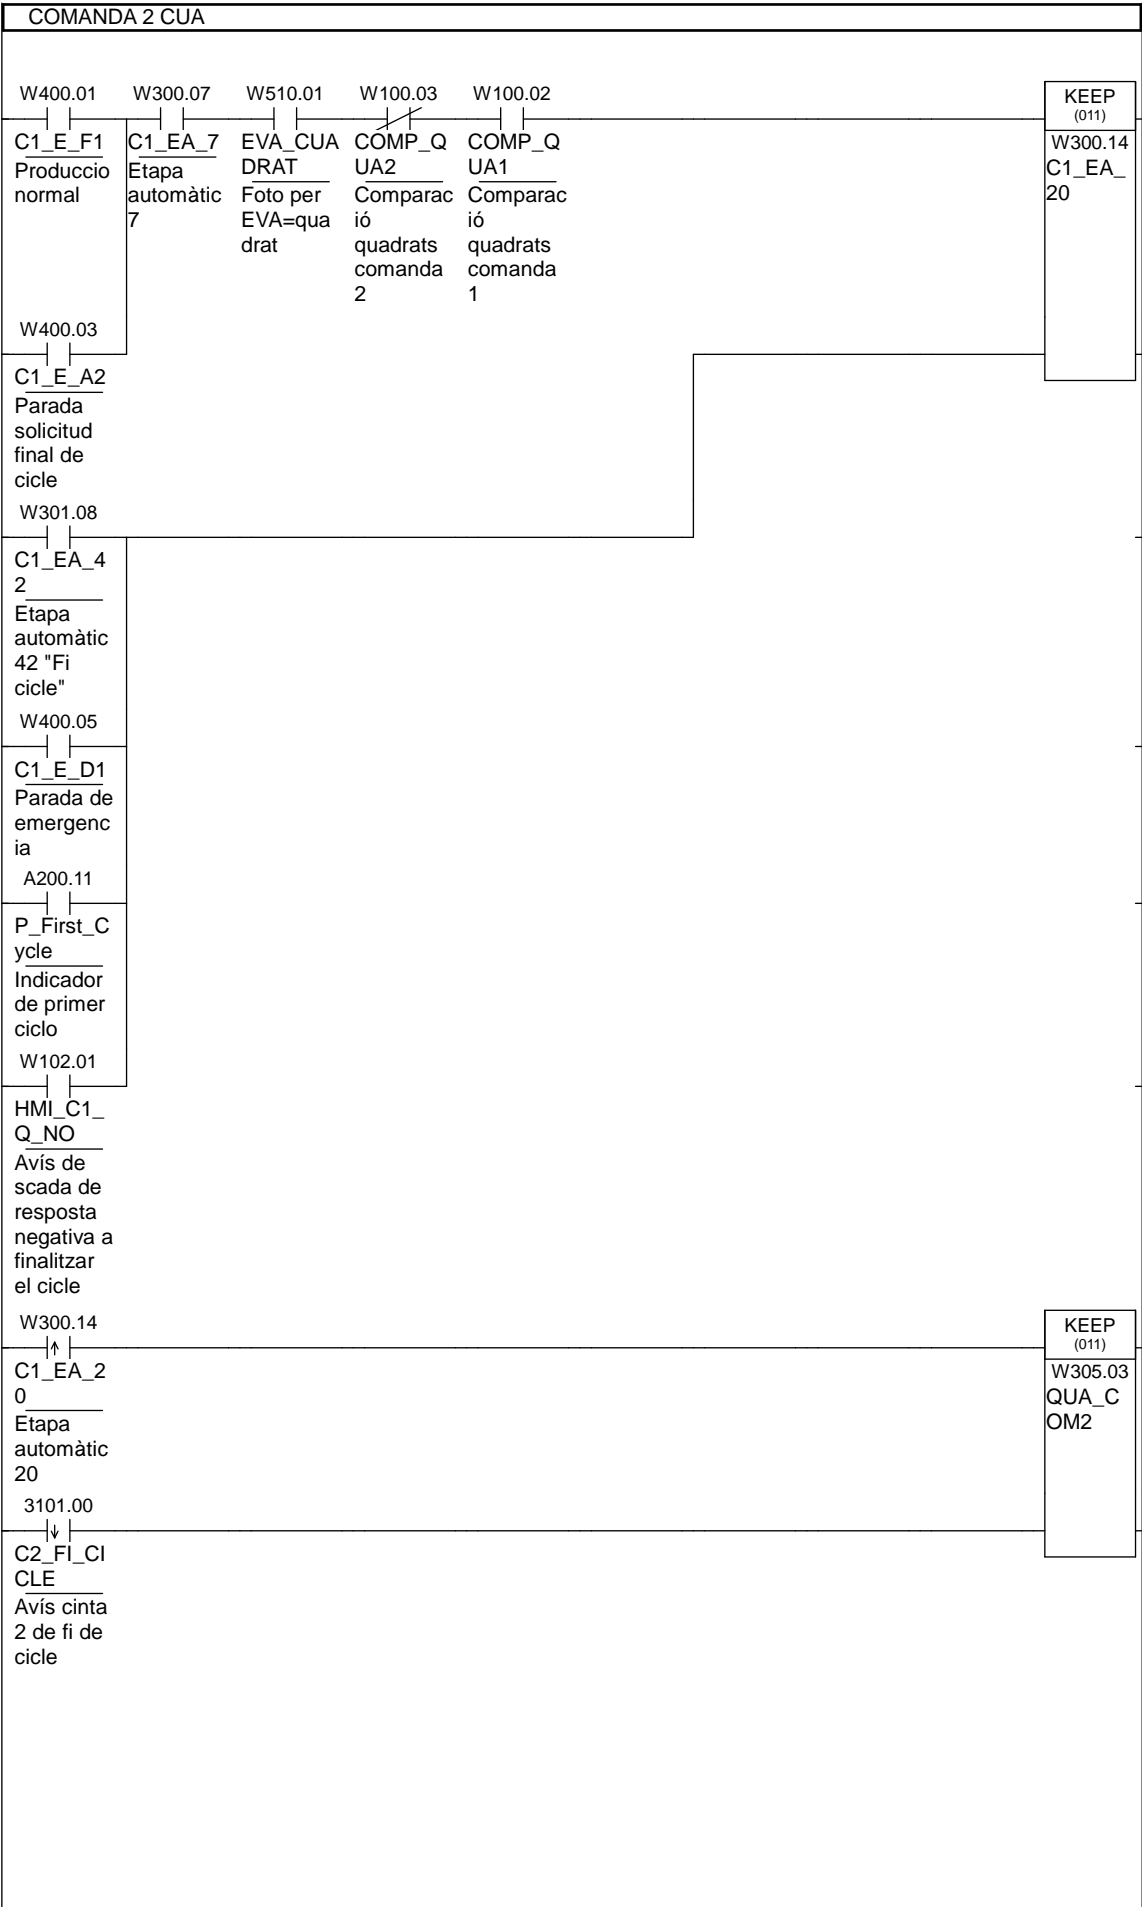 COMANDA 2 CUA
W400.01 W300.07 W510.01 W100.03 W100.02
KEEP
(011)
C1_E_F1 C1_EA_7 EVA_CUA COMP_Q COMP_Q W300.14
Produccio Etapa DRAT UA2 UA1 C1_EA_
normal automàtic Foto per Comparac Comparac 20
7 EVA=qua ió ió
drat quadrats quadrats
comanda comanda
2 1
W400.03
C1_E_A2
Parada
solicitud
final de
cicle
W301.08
C1_EA_4
2
Etapa
automàtic
42 "Fi
cicle"
W400.05
C1_E_D1
Parada de
emergenc
ia
A200.11
P_First_C
ycle
Indicador
de primer
ciclo
W102.01
HMI_C1_
Q_NO
Avís de
scada de
resposta
negativa a
finalitzar
el cicle
W300.14
KEEP
(011)
C1_EA_2 W305.03
0 QUA_C
Etapa OM2
automàtic
20
3101.00
C2_FI_CI
CLE
Avís cinta
2 de fi de
cicle